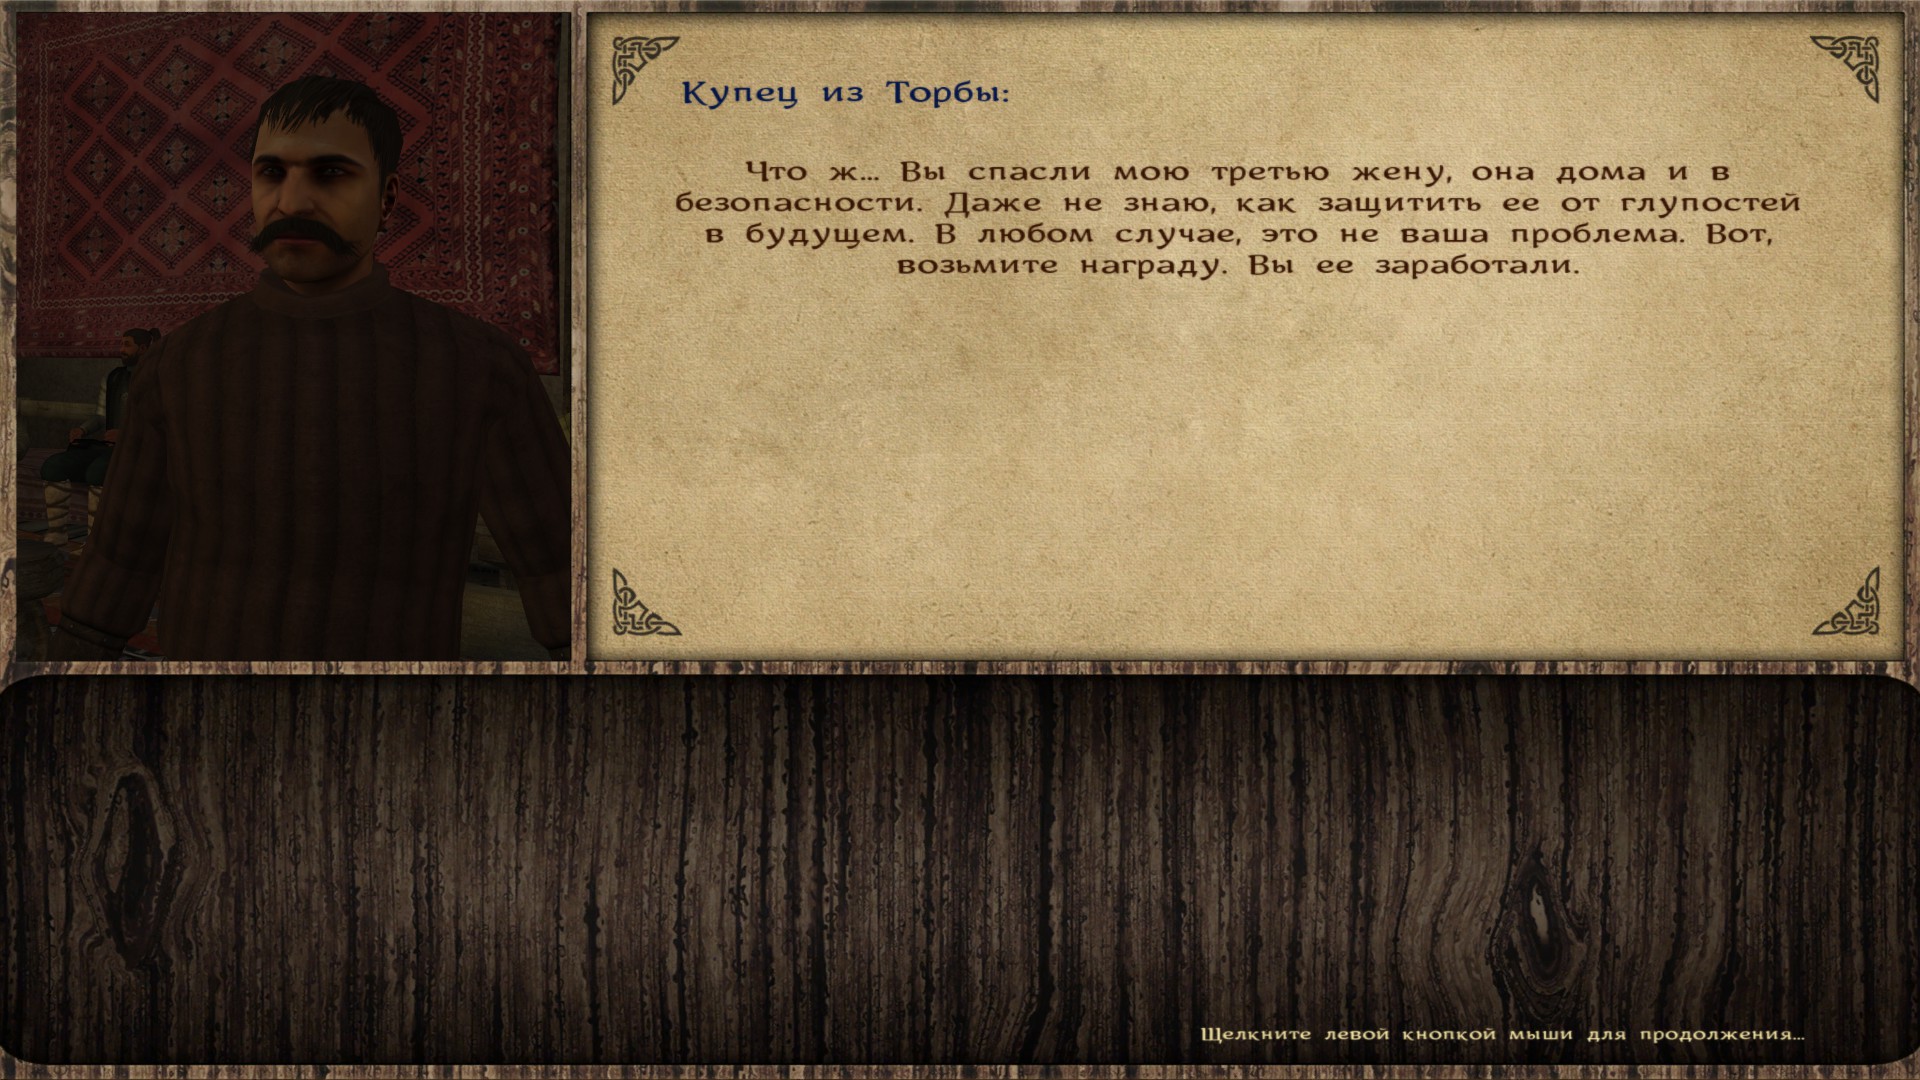 Купец из Торбы:
Что ж... Вы спасли мою третью жену, она дома и в
безопасности. Даже не знаю, как защитить ее от глупостей
в будущем. В любом случае, это не ваша проблема. Вот,
возьмите награду. Вы ее заработали.
Щелкните левой кнопкой мыши для продолжения...